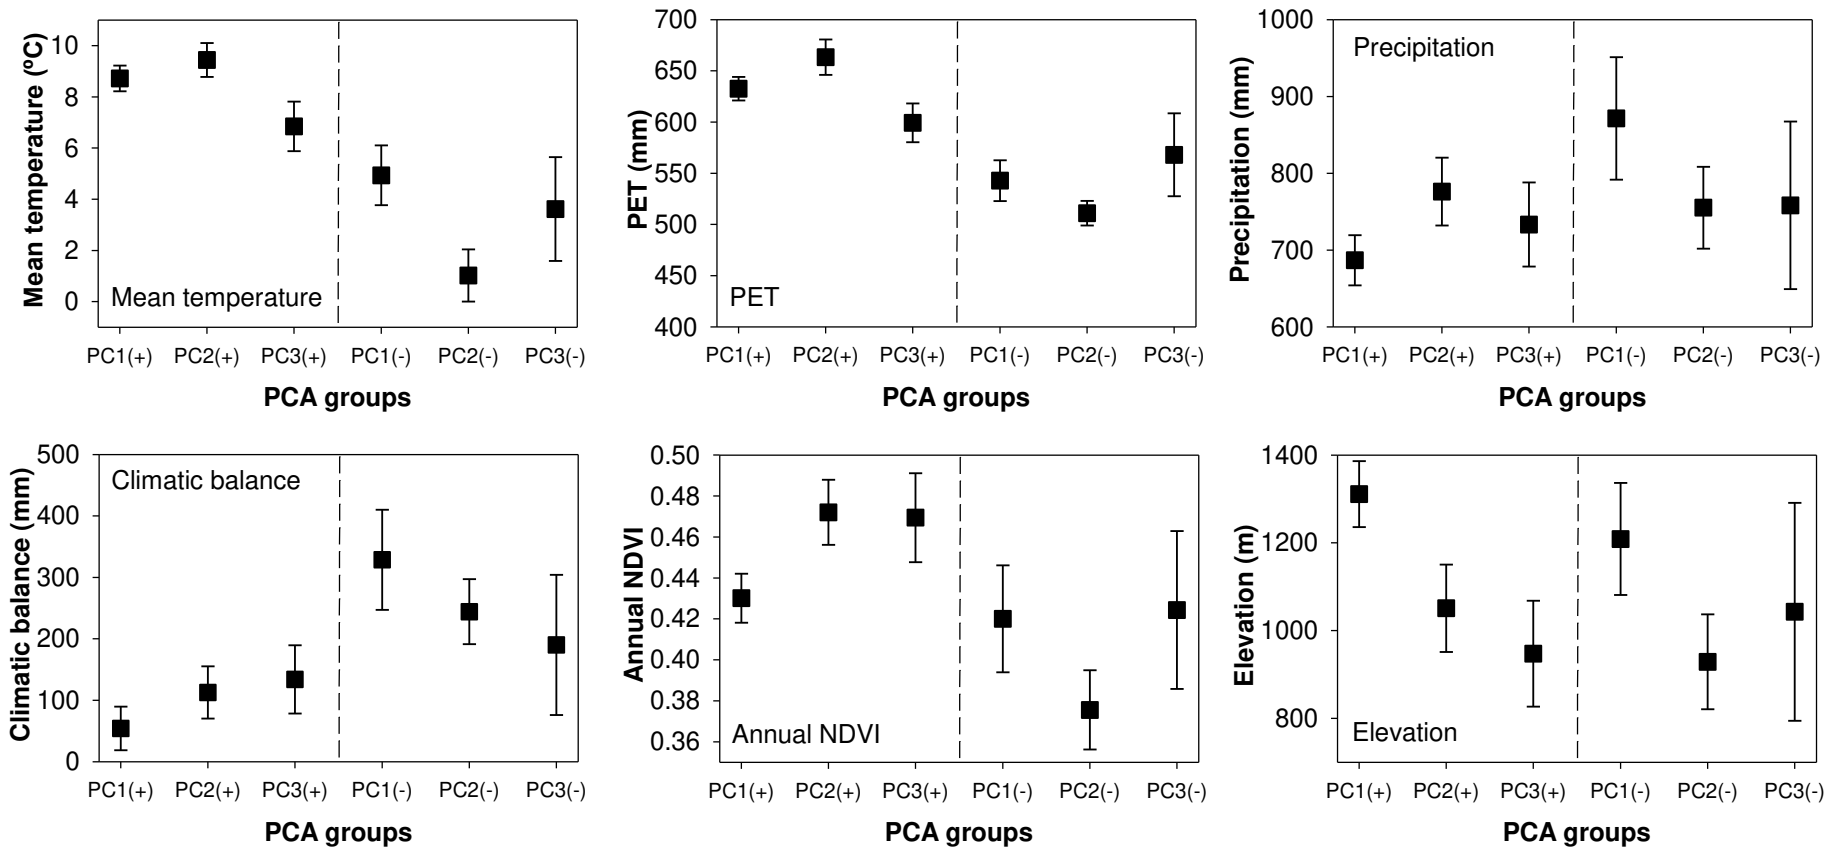 Mean temperature (ºC)
10
8
6
4
2
0
Mean temperature
PC1(+) PC2(+) PC3(+) PC1(-) PC2(-) PC3(-)
PCA groups
PET (mm)
700
650
600
550
500
450
400
PET
PC1(+) PC2(+) PC3(+) PC1(-) PC2(-) PC3(-)
PCA groups
Precipitation (mm)
1000
900
800
700
600
Precipitation
PC1(+) PC2(+) PC3(+) PC1(-) PC2(-) PC3(-)
PCA groups
Climatic balance (mm)
500
400
300
200
100
0
Climatic balance
PC1(+) PC2(+) PC3(+) PC1(-) PC2(-) PC3(-)
PCA groups
Annual NDVI
0.50
0.48
0.46
0.44
0.42
0.40
0.38
0.36
Annual NDVI
PC1(+) PC2(+) PC3(+) PC1(-) PC2(-) PC3(-)
PCA groups
Elevation (m)
1400
1200
1000
800
Elevation
PC1(+) PC2(+) PC3(+) PC1(-) PC2(-) PC3(-)
PCA groups